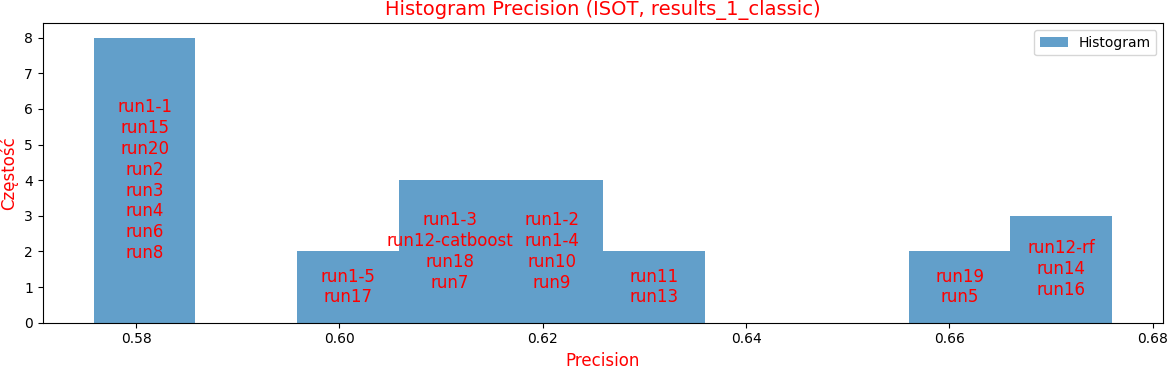 Histogram Precision (ISOT, results_1_classic)
Histogram
Częstość
8
7
6
5
4
3
2
1
0
run1-1
run15
run20
run2
run3
run4
run6
run8
run1-5
run17
run1-3
run12-catboost
run18
run7
run1-2
run1-4
run10
run9
run11
run13
run19
run5
run12-rf
run14
run16
0.58
0.60
0.62
0.64
0.66
0.68
Precision